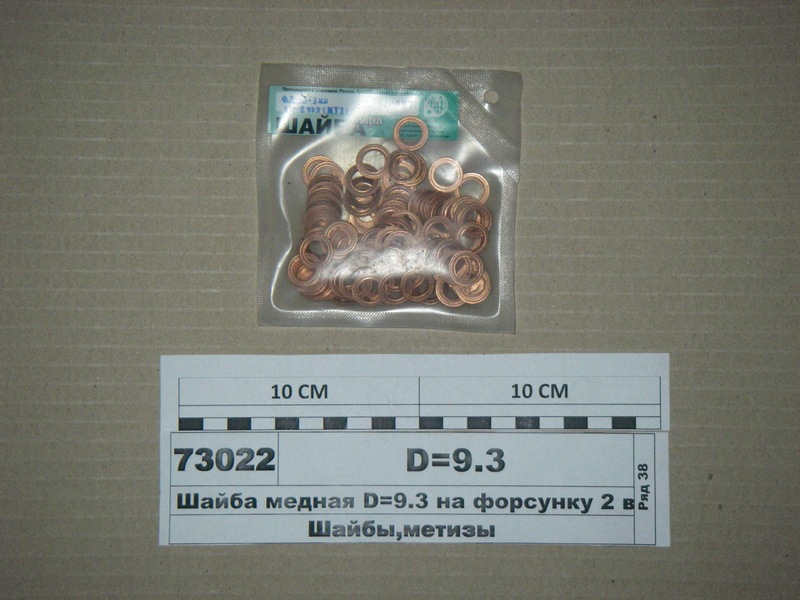 ШАЙБА
10 СМ 10 СМ
73022 D=9.3
Шайба медная D=9.3 на форсунку 2 в
Шайбы,метизы
Ряд 38